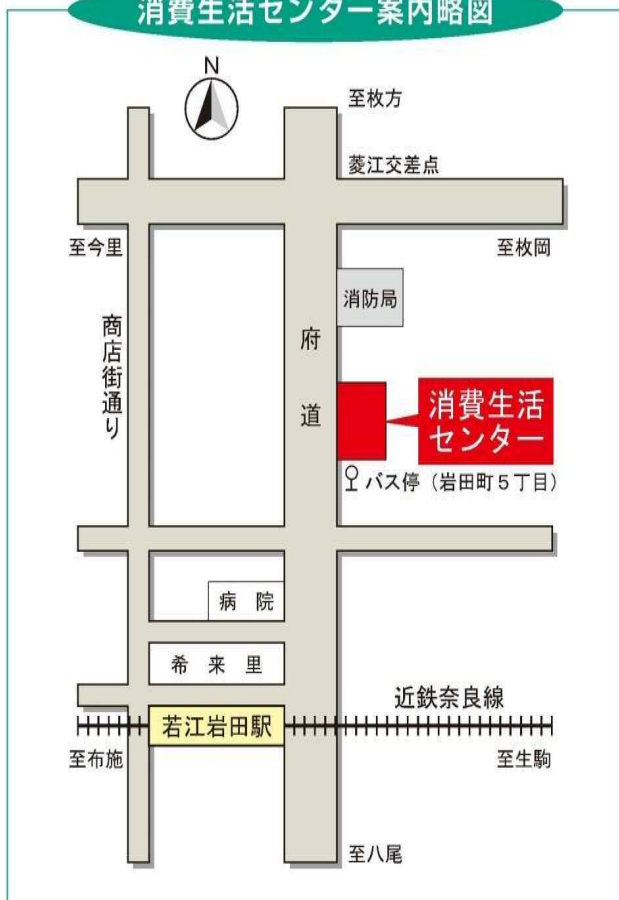 消費生活センター案内略図
N
至枚方
菱江交差点
至今里
至枚岡
消防局
商店街通り
府道
消費生活
センター
バス停（岩田町５丁目）
病院
希来里
近鉄奈良線
若江岩田駅
至布施
至生駒
至八尾